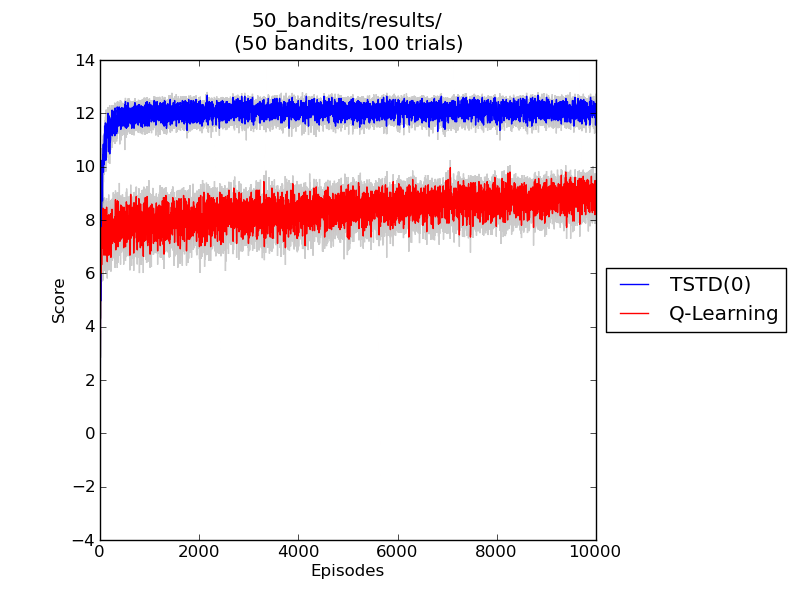 50_bandits/results/
(50 bandits, 100 trials)
14
12
10
8
6
4
2
0
−2
−4
Score
0 2000 4000 6000 8000 10000
Episodes
TSTD(0)
Q-Learning